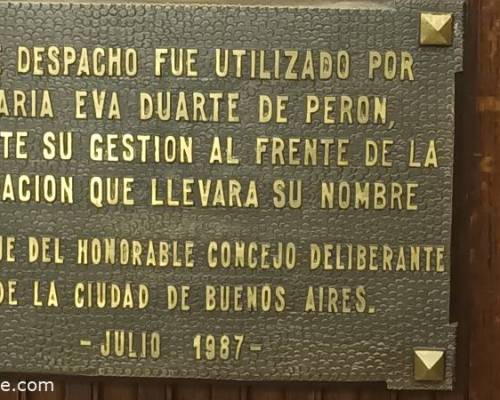 DESPACHO FUE UTILIZADO POR
ARIA EVA DUARTE DE PERON,
TE SU GESTION AL FRENTE DE LA
ACION QUE LLEVARA SU NOMBRE
DEL HONORABLE CONCEJO DELIBERANTE
DE LA CIUDAD DE BUENOS AIRES.
- JULIO 1987 -
e.com